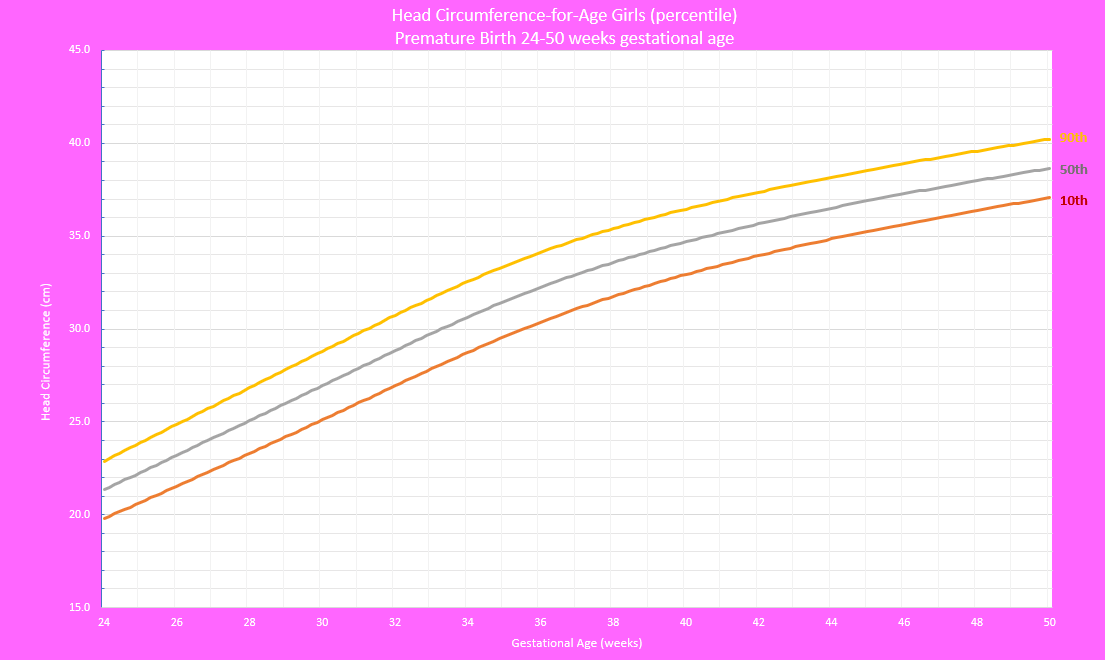 Head Circumference-for-Age Girls (percentile)
Premature Birth 24-50 weeks gestational age
45.0
40.0
35.0
30.0
25.0
20.0
15.0
Head Circumference (cm)
90th
50th
10th
24 26 28 30 32 34 36 38 40 42 44 46 48 50
Gestational Age (weeks)